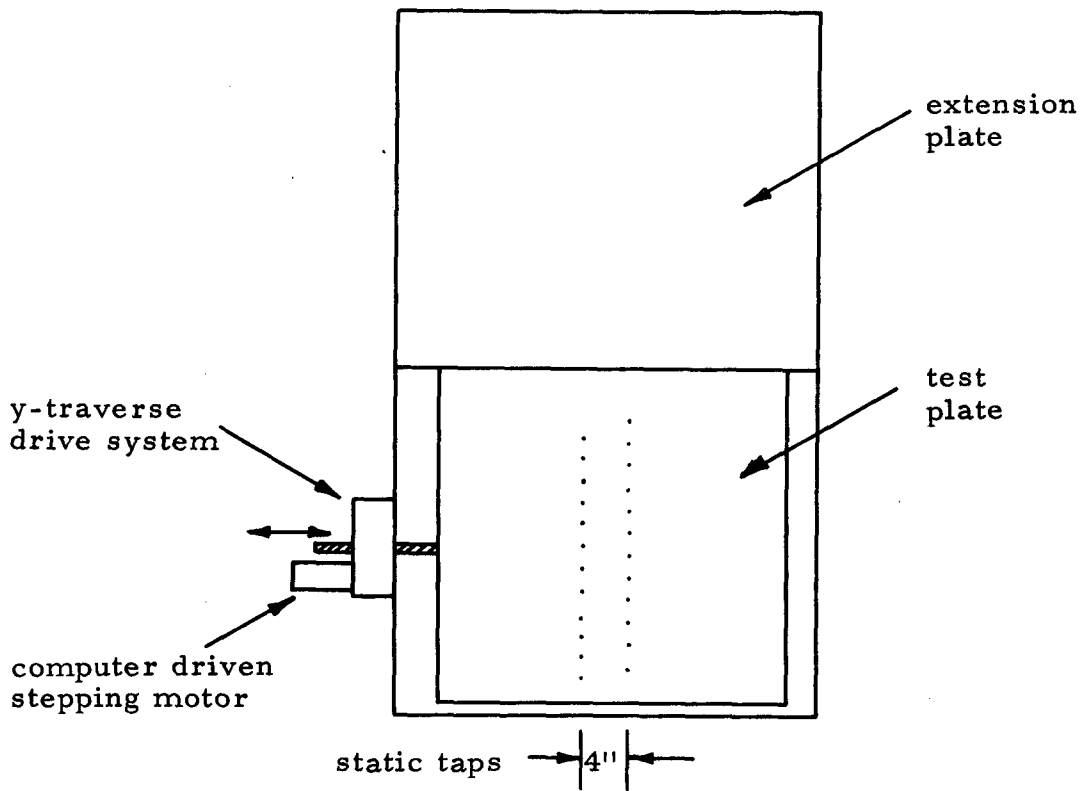 extension
plate
test
plate
y-traverse
drive system
computer driven
stepping motor
static taps
4"